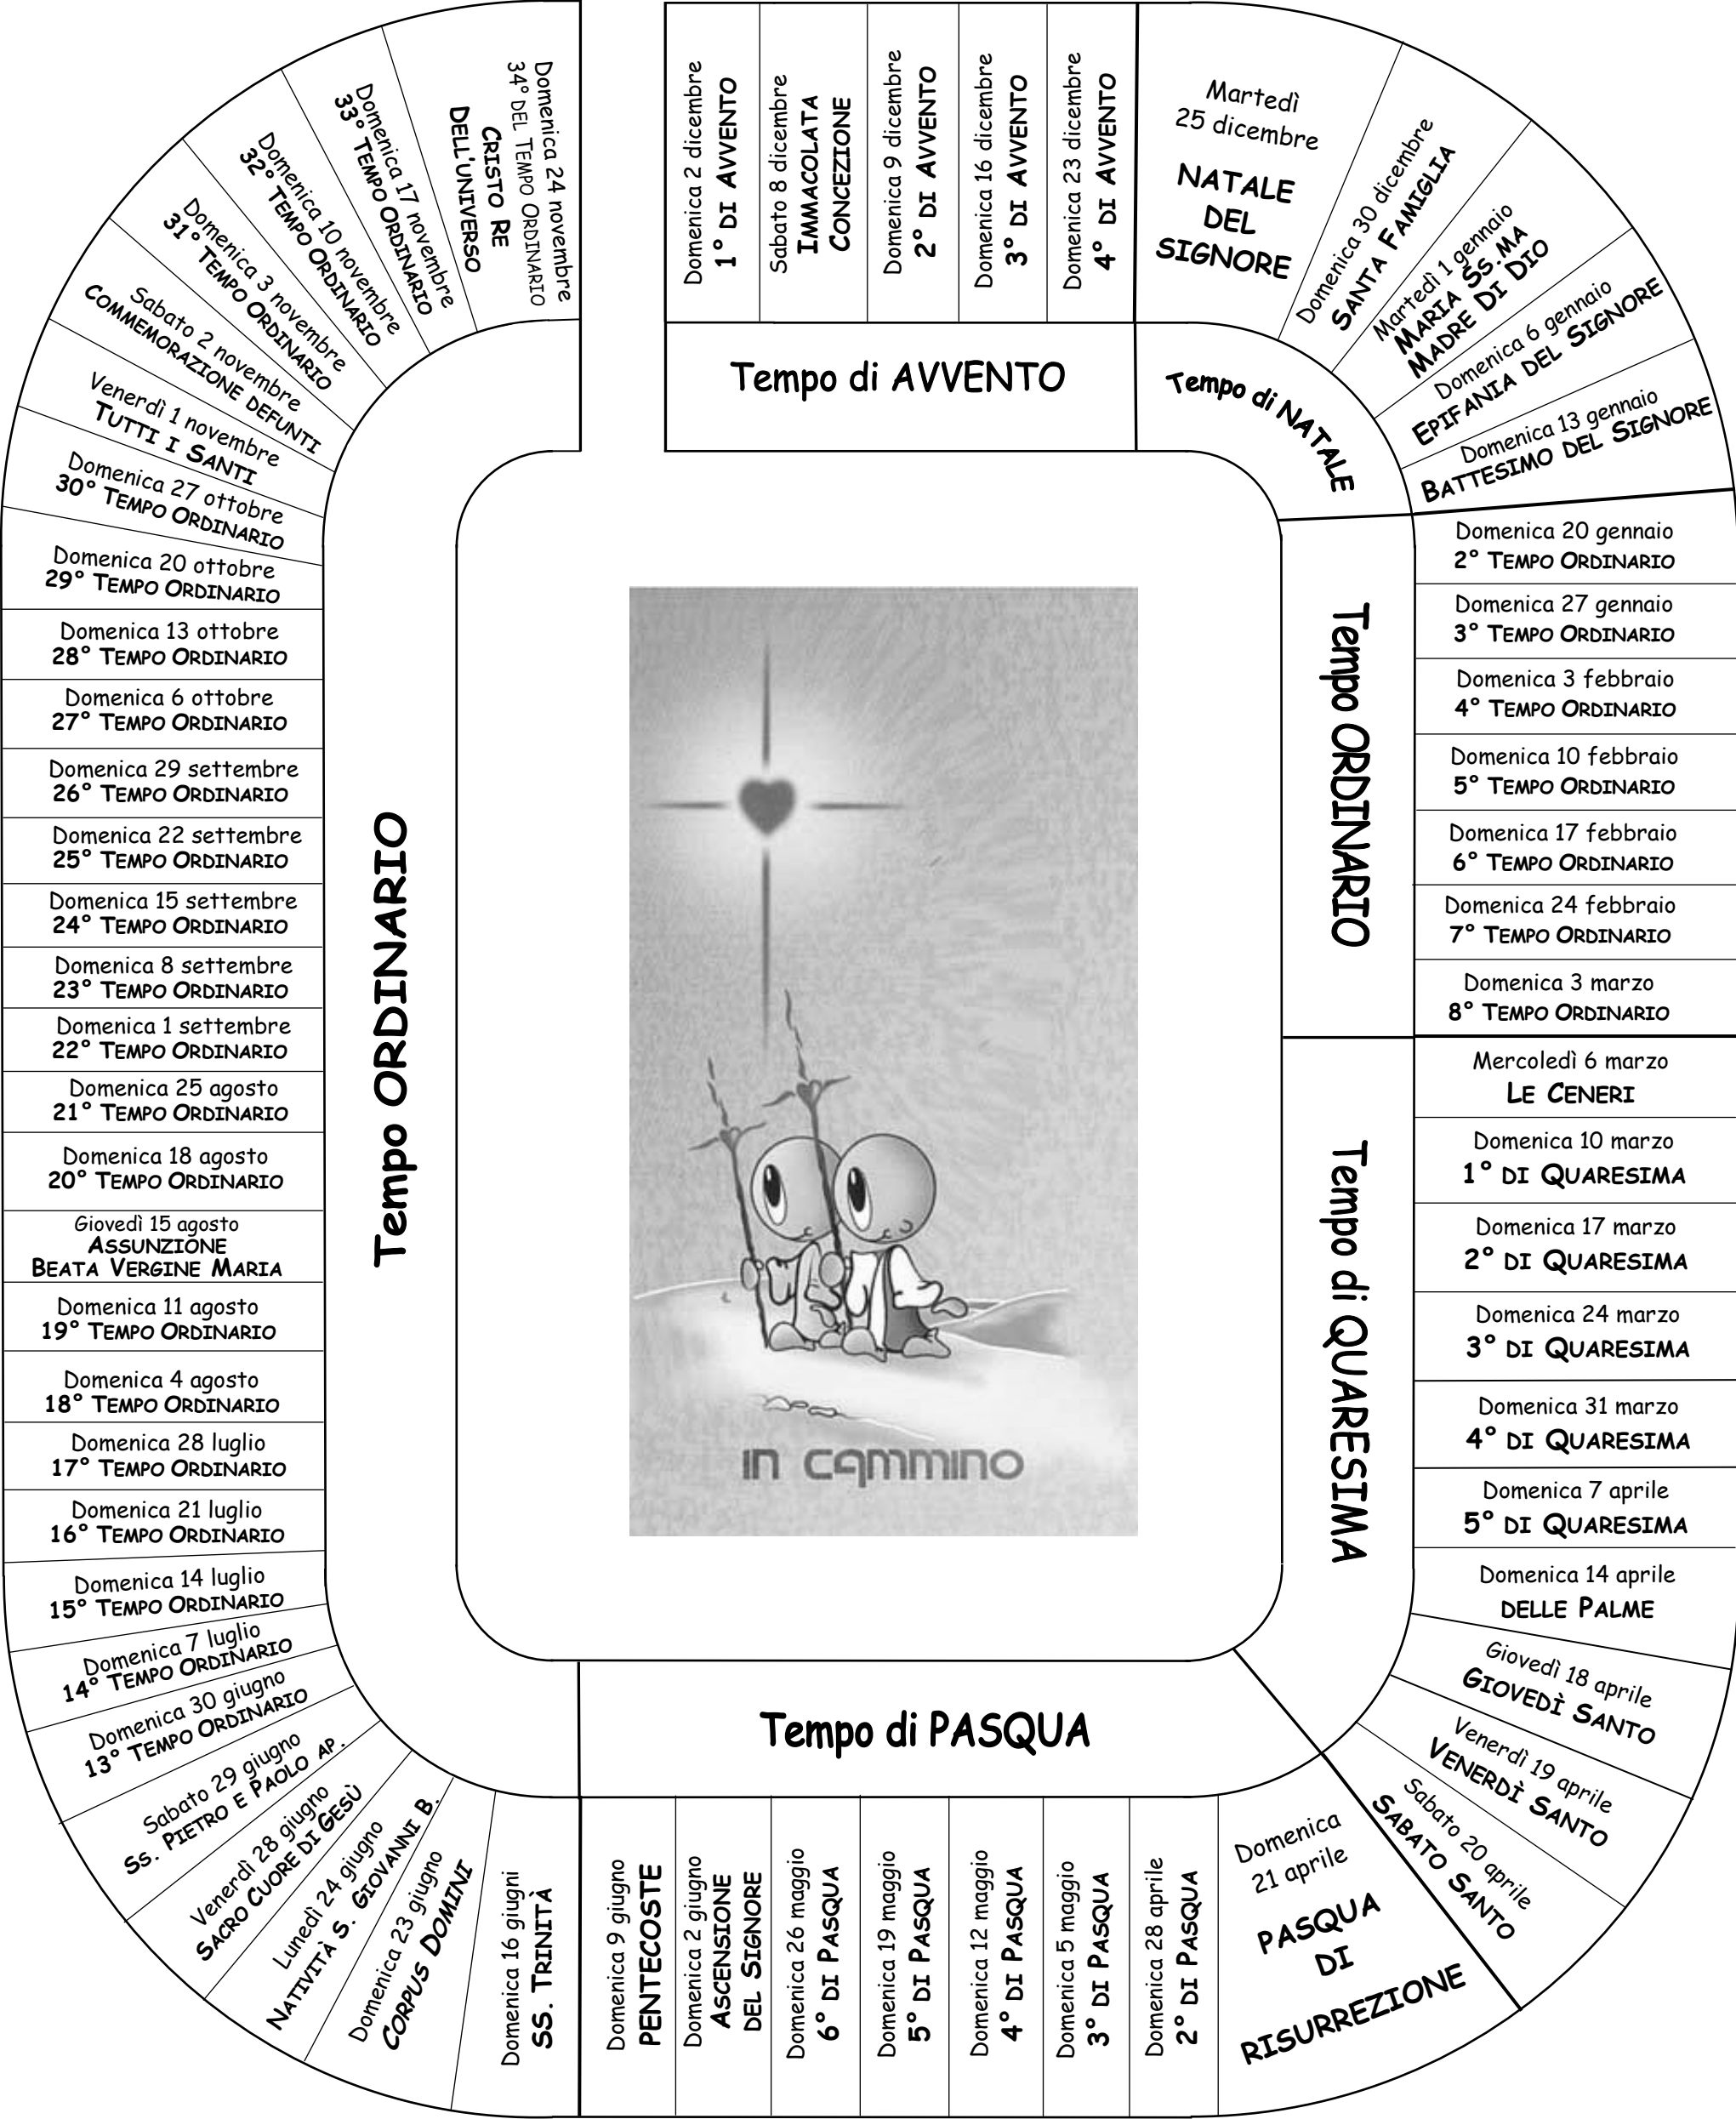 Domenica 2 dicembre
1° DI AVVENTO
Sabato 8 dicembre
IMMACOLATA
CONCEZIONE
Domenica 9 dicembre
2° DI AVVENTO
Domenica 16 dicembre
3° DI AVVENTO
Domenica 23 dicembre
4° DI AVVENTO
Tempo di AVVENTO
Martedì
25 dicembre
NATALE
DEL
SIGNORE
Domenica 30 dicembre
SANTA FAMIGLIA
Martedì 1 gennaio
MARIA SS.MA
MADRE DI DIO
Domenica 6 gennaio
EPIFANIA DEL SIGNORE
Domenica 13 gennaio
BATTESIMO DEL SIGNORE
Tempo di NATALE
Domenica 20 gennaio
2° TEMPO ORDINARIO
Domenica 27 gennaio
3° TEMPO ORDINARIO
Domenica 3 febbraio
4° TEMPO ORDINARIO
Domenica 10 febbraio
5° TEMPO ORDINARIO
Domenica 17 febbraio
6° TEMPO ORDINARIO
Domenica 24 febbraio
7° TEMPO ORDINARIO
Domenica 3 marzo
8° TEMPO ORDINARIO
Tempo ORDINARIO
Mercoledì 6 marzo
LE CENERI
Domenica 10 marzo
1° DI QUARESIMA
Domenica 17 marzo
2° DI QUARESIMA
Domenica 24 marzo
3° DI QUARESIMA
Domenica 31 marzo
4° DI QUARESIMA
Domenica 7 aprile
5° DI QUARESIMA
Domenica 14 aprile
DELLE PALME
Giovedì 18 aprile
GIOVEDÌ SANTO
Venerdì 19 aprile
VENERDÌ SANTO
Sabato 20 aprile
SABATO SANTO
Tempo di QUARESIMA
Domenica
21 aprile
PASQUA
DI
RISURREZIONE
Domenica 28 aprile
2° DI PASQUA
Domenica 5 maggio
3° DI PASQUA
Domenica 12 maggio
4° DI PASQUA
Domenica 19 maggio
5° DI PASQUA
Domenica 26 maggio
6° DI PASQUA
Domenica 2 giugno
ASCENSIONE
DEL SIGNORE
Domenica 9 giugno
PENTECOSTE
Tempo di PASQUA
Domenica 16 giugni
SS. TRINITÀ
Domenica 23 giugno
CORPUS DOMINI
Lunedì 24 giugno
NATIVITÀ S. GIOVANNI B.
Venerdì 28 giugno
SACRO CUORE DI GESÙ
Sabato 29 giugno
SS. PIETRO E PAOLO AP.
Domenica 30 giugno
13° TEMPO ORDINARIO
Domenica 7 luglio
14° TEMPO ORDINARIO
Domenica 14 luglio
15° TEMPO ORDINARIO
Domenica 21 luglio
16° TEMPO ORDINARIO
Domenica 28 luglio
17° TEMPO ORDINARIO
Domenica 4 agosto
18° TEMPO ORDINARIO
Domenica 11 agosto
19° TEMPO ORDINARIO
Giovedì 15 agosto
ASSUNZIONE
BEATA VERGINE MARIA
Domenica 18 agosto
20° TEMPO ORDINARIO
Domenica 25 agosto
21° TEMPO ORDINARIO
Domenica 1 settembre
22° TEMPO ORDINARIO
Domenica 8 settembre
23° TEMPO ORDINARIO
Domenica 15 settembre
24° TEMPO ORDINARIO
Domenica 22 settembre
25° TEMPO ORDINARIO
Domenica 29 settembre
26° TEMPO ORDINARIO
Domenica 6 ottobre
27° TEMPO ORDINARIO
Domenica 13 ottobre
28° TEMPO ORDINARIO
Domenica 20 ottobre
29° TEMPO ORDINARIO
Domenica 27 ottobre
30° TEMPO ORDINARIO
Venerdì 1 novembre
TUTTI I SANTI
Sabato 2 novembre
COMMEMORAZIONE DEFUNTI
Domenica 3 novembre
31° TEMPO ORDINARIO
Domenica 10 novembre
32° TEMPO ORDINARIO
Domenica 17 novembre
33° TEMPO ORDINARIO
Domenica 24 novembre
34° DEL TEMPO ORDINARIO
CRISTO RE
DELL'UNIVERSO
Tempo ORDINARIO
IN CAMMINO